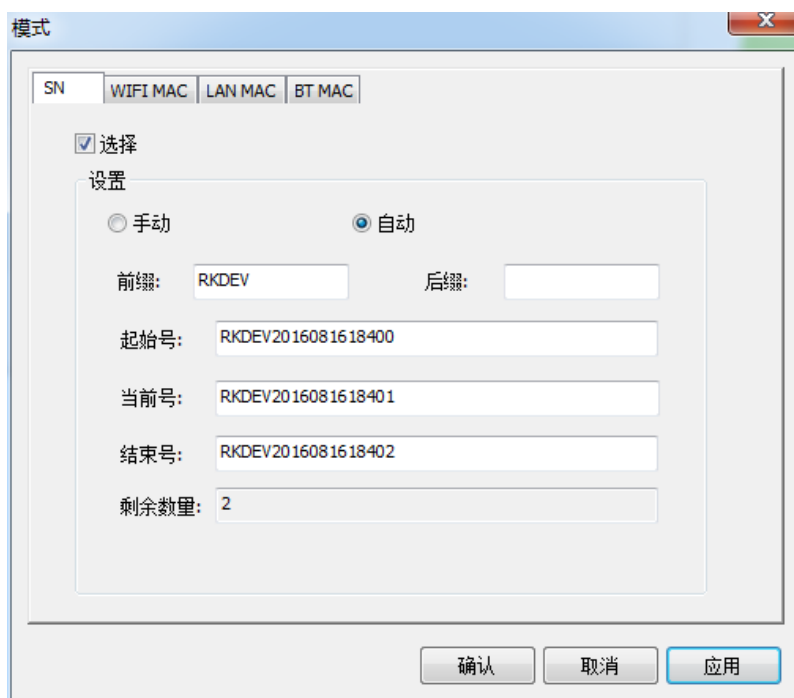 模式
SN WIFI MAC LAN MAC BT MAC
选择
设置
手动 自动
前缀: RKDEV 后缀:
起始号: RKDEV2016081618400
当前号: RKDEV2016081618401
结束号: RKDEV2016081618402
剩余数量: 2
确认 取消 应用